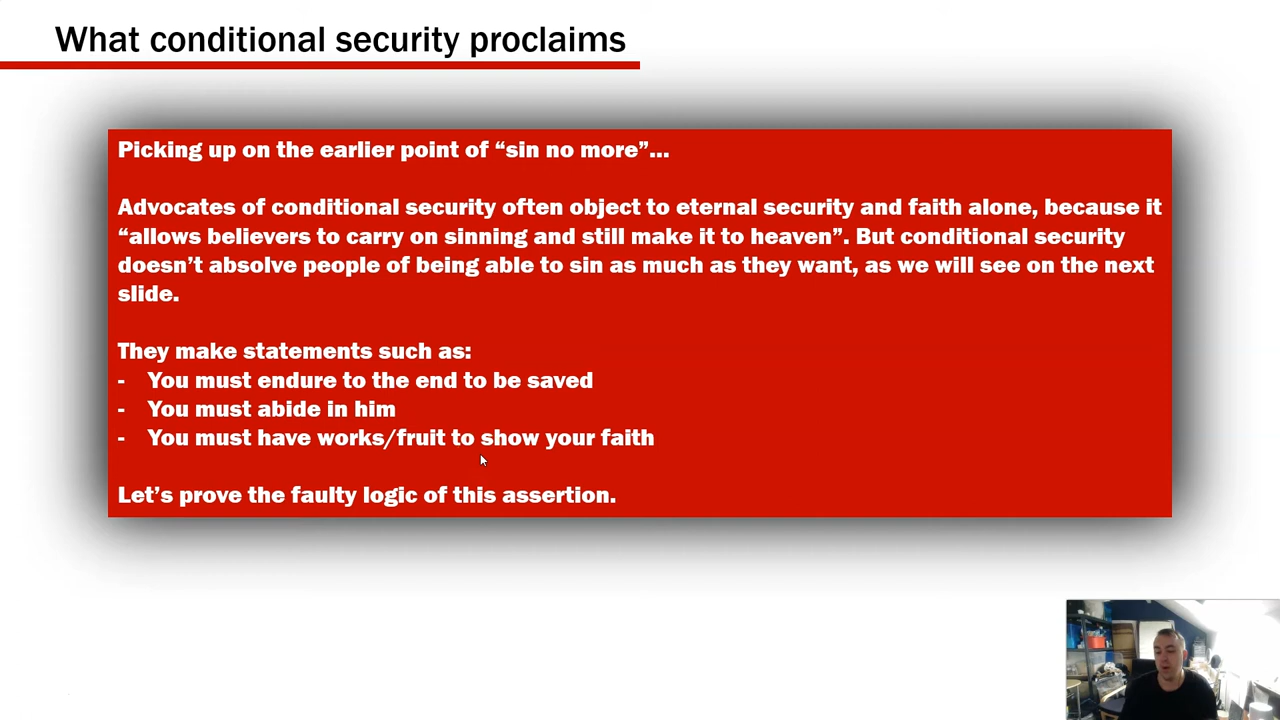 What conditional security proclaims
Picking up on the earlier point of “sin no more”...
Advocates of conditional security often object to eternal security and faith alone, because it
“allows believers to carry on sinning and still make it to heaven”. But conditional security
doesn’t absolve people of being able to sin as much as they want, as we will see on the next
slide.
They make statements such as:
- You must endure to the end to be saved
- You must abide in him
- You must have works/fruit to show your faith
Let’s prove the faulty logic of this assertion.